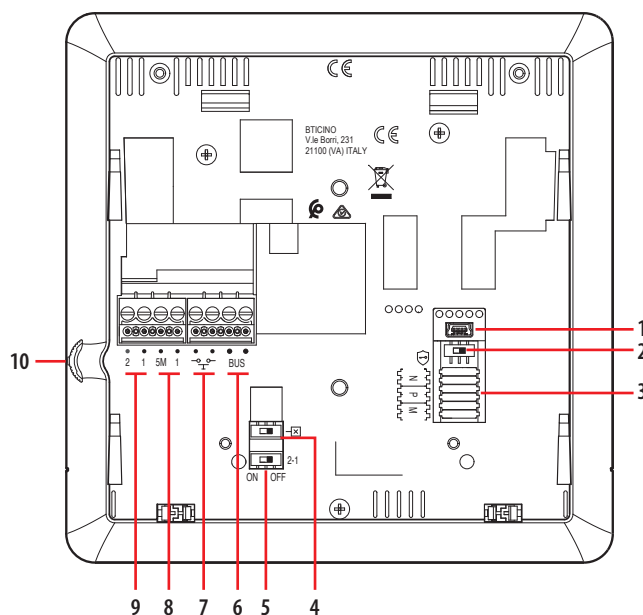 CE
BTICINO
V.le Borri, 231
21100 (VA) ITALY
CE
1
2
3
N
P
M
10
2 1 5M 1 BUS
2-1
ON OFF
9 8 7 6 5 4